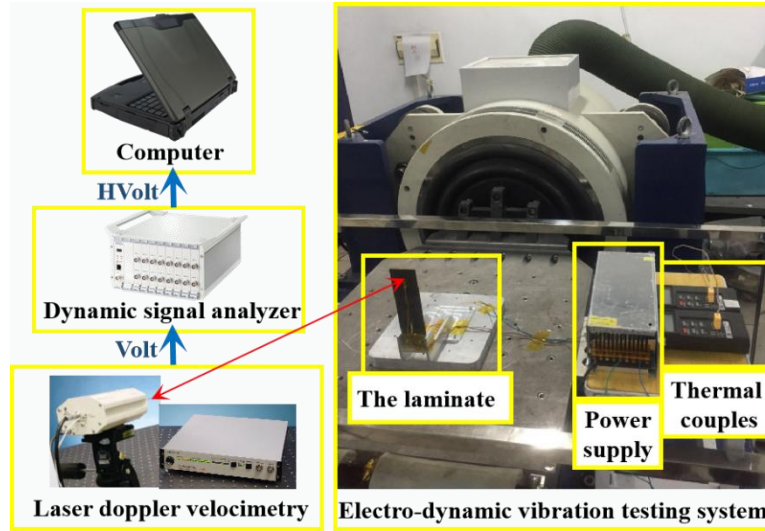 Computer
HVolt
Dynamic signal analyzer
Volt
Laser doppler velocimetry
The laminate
Power
supply
Thermal
couples
Electro-dynamic vibration testing system